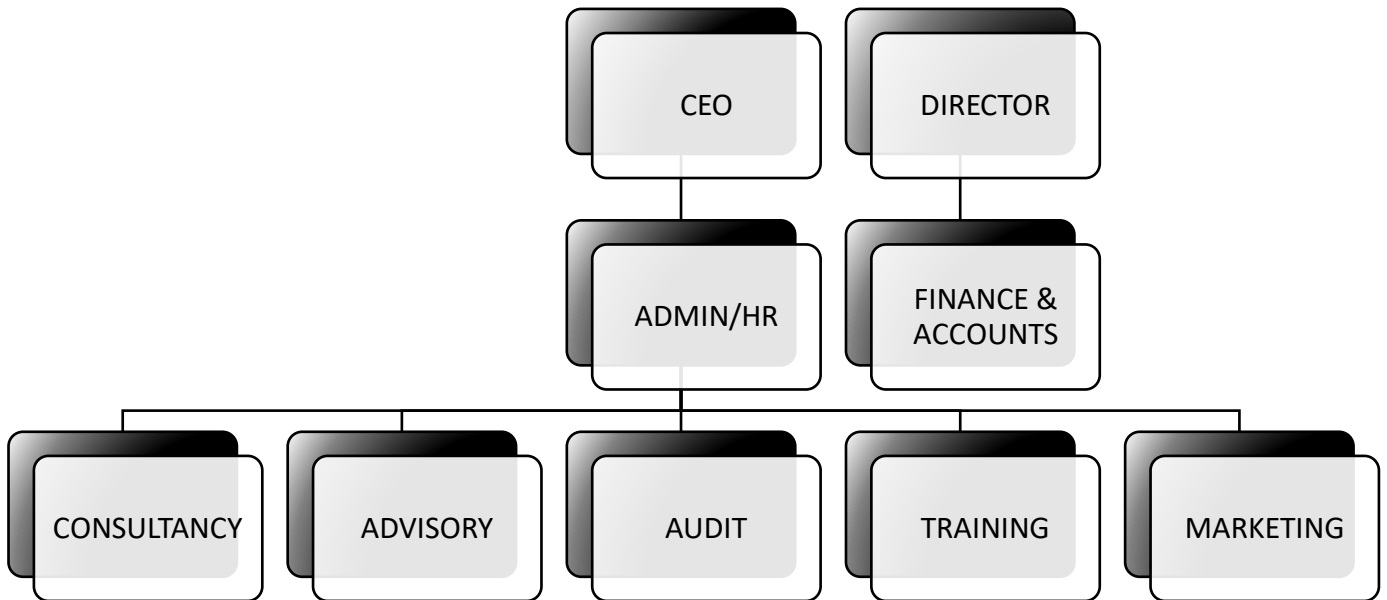 CEO
DIRECTOR
ADMIN/HR
FINANCE &
ACCOUNTS
CONSULTANCY
ADVISORY
AUDIT
TRAINING
MARKETING